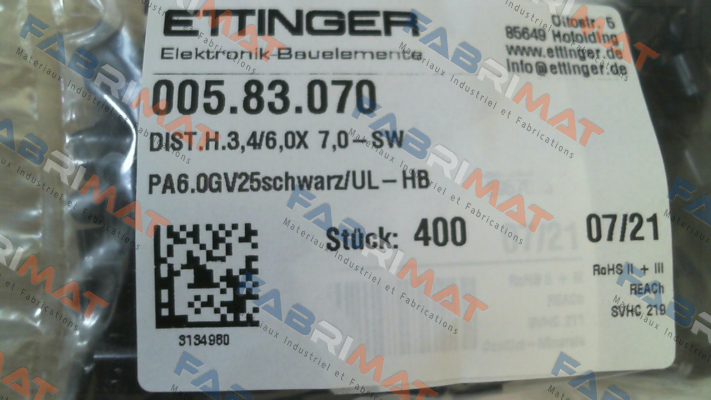 ETTINGER
Elektronik-Bauelemente
Ottostr. 5
85649 Hofolding
www.ettinger.de
info@ettinger.de
005.83.070
DIST.H.3,4/6,0X 7,0-SW
PA6.0GV25schwarz/UL-HB
Stück: 400
07/21
RoHS II + III
REACh
SVHC 219
3134980
FABRIMAT
Materiaux Industriel et Fabrications